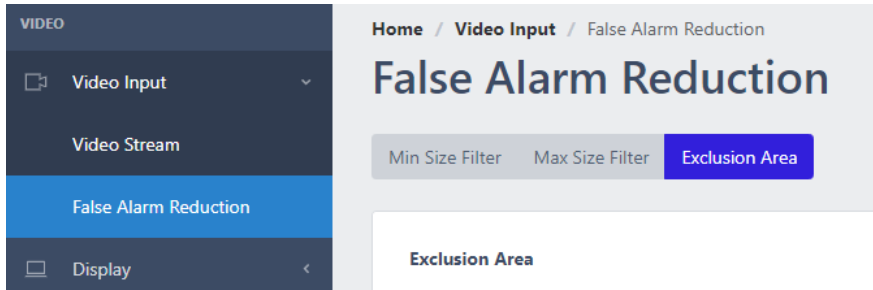 VIDEO
Video Input
Video Stream
False Alarm Reduction
Display
Home / Video Input / False Alarm Reduction
False Alarm Reduction
Min Size Filter Max Size Filter Exclusion Area
Exclusion Area